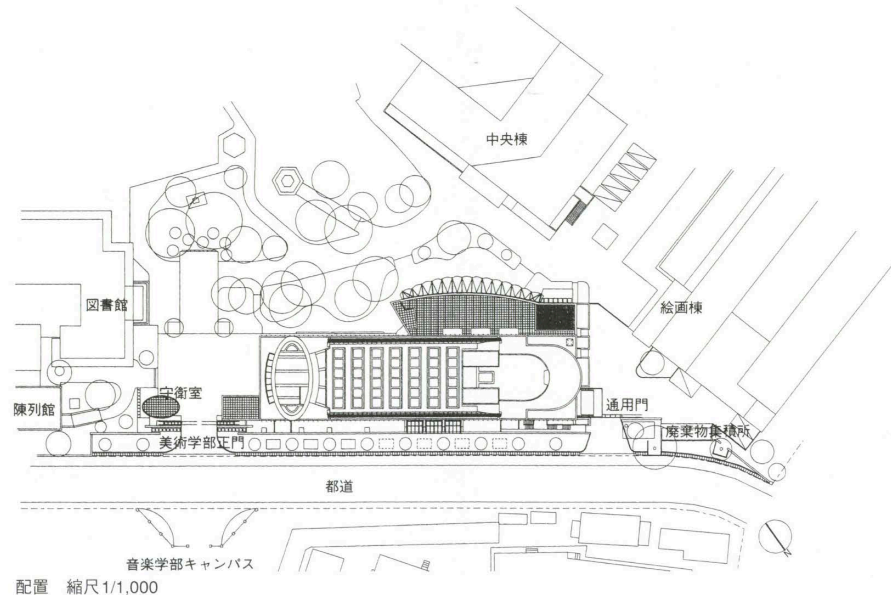 中央棟
図書館
絵画棟
守衛室
陳列館
通用門
美術学部正門
廃棄物集積所
都道
N
音楽学部キャンパス
配置 縮尺1/1,000